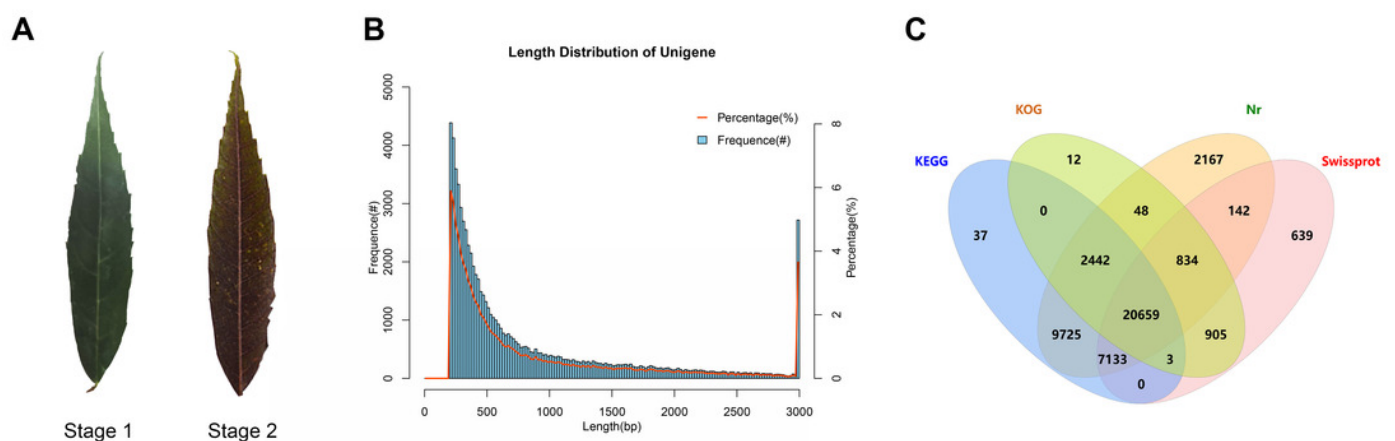 A
Stage 1
Stage 2
B
Length Distribution of Unigene
Percentage(%)
Frequence(#)
Frequence(#)
0
1000
2000
3000
4000
5000
Percentage(%)
0
2
4
6
8
0
500
1000
1500
2000
2500
3000
Length(bp)
C
KOG
Nr
KEGG
Swissprot
12
2167
0
48
142
37
639
2442
834
20659
9725
905
7133
3
0